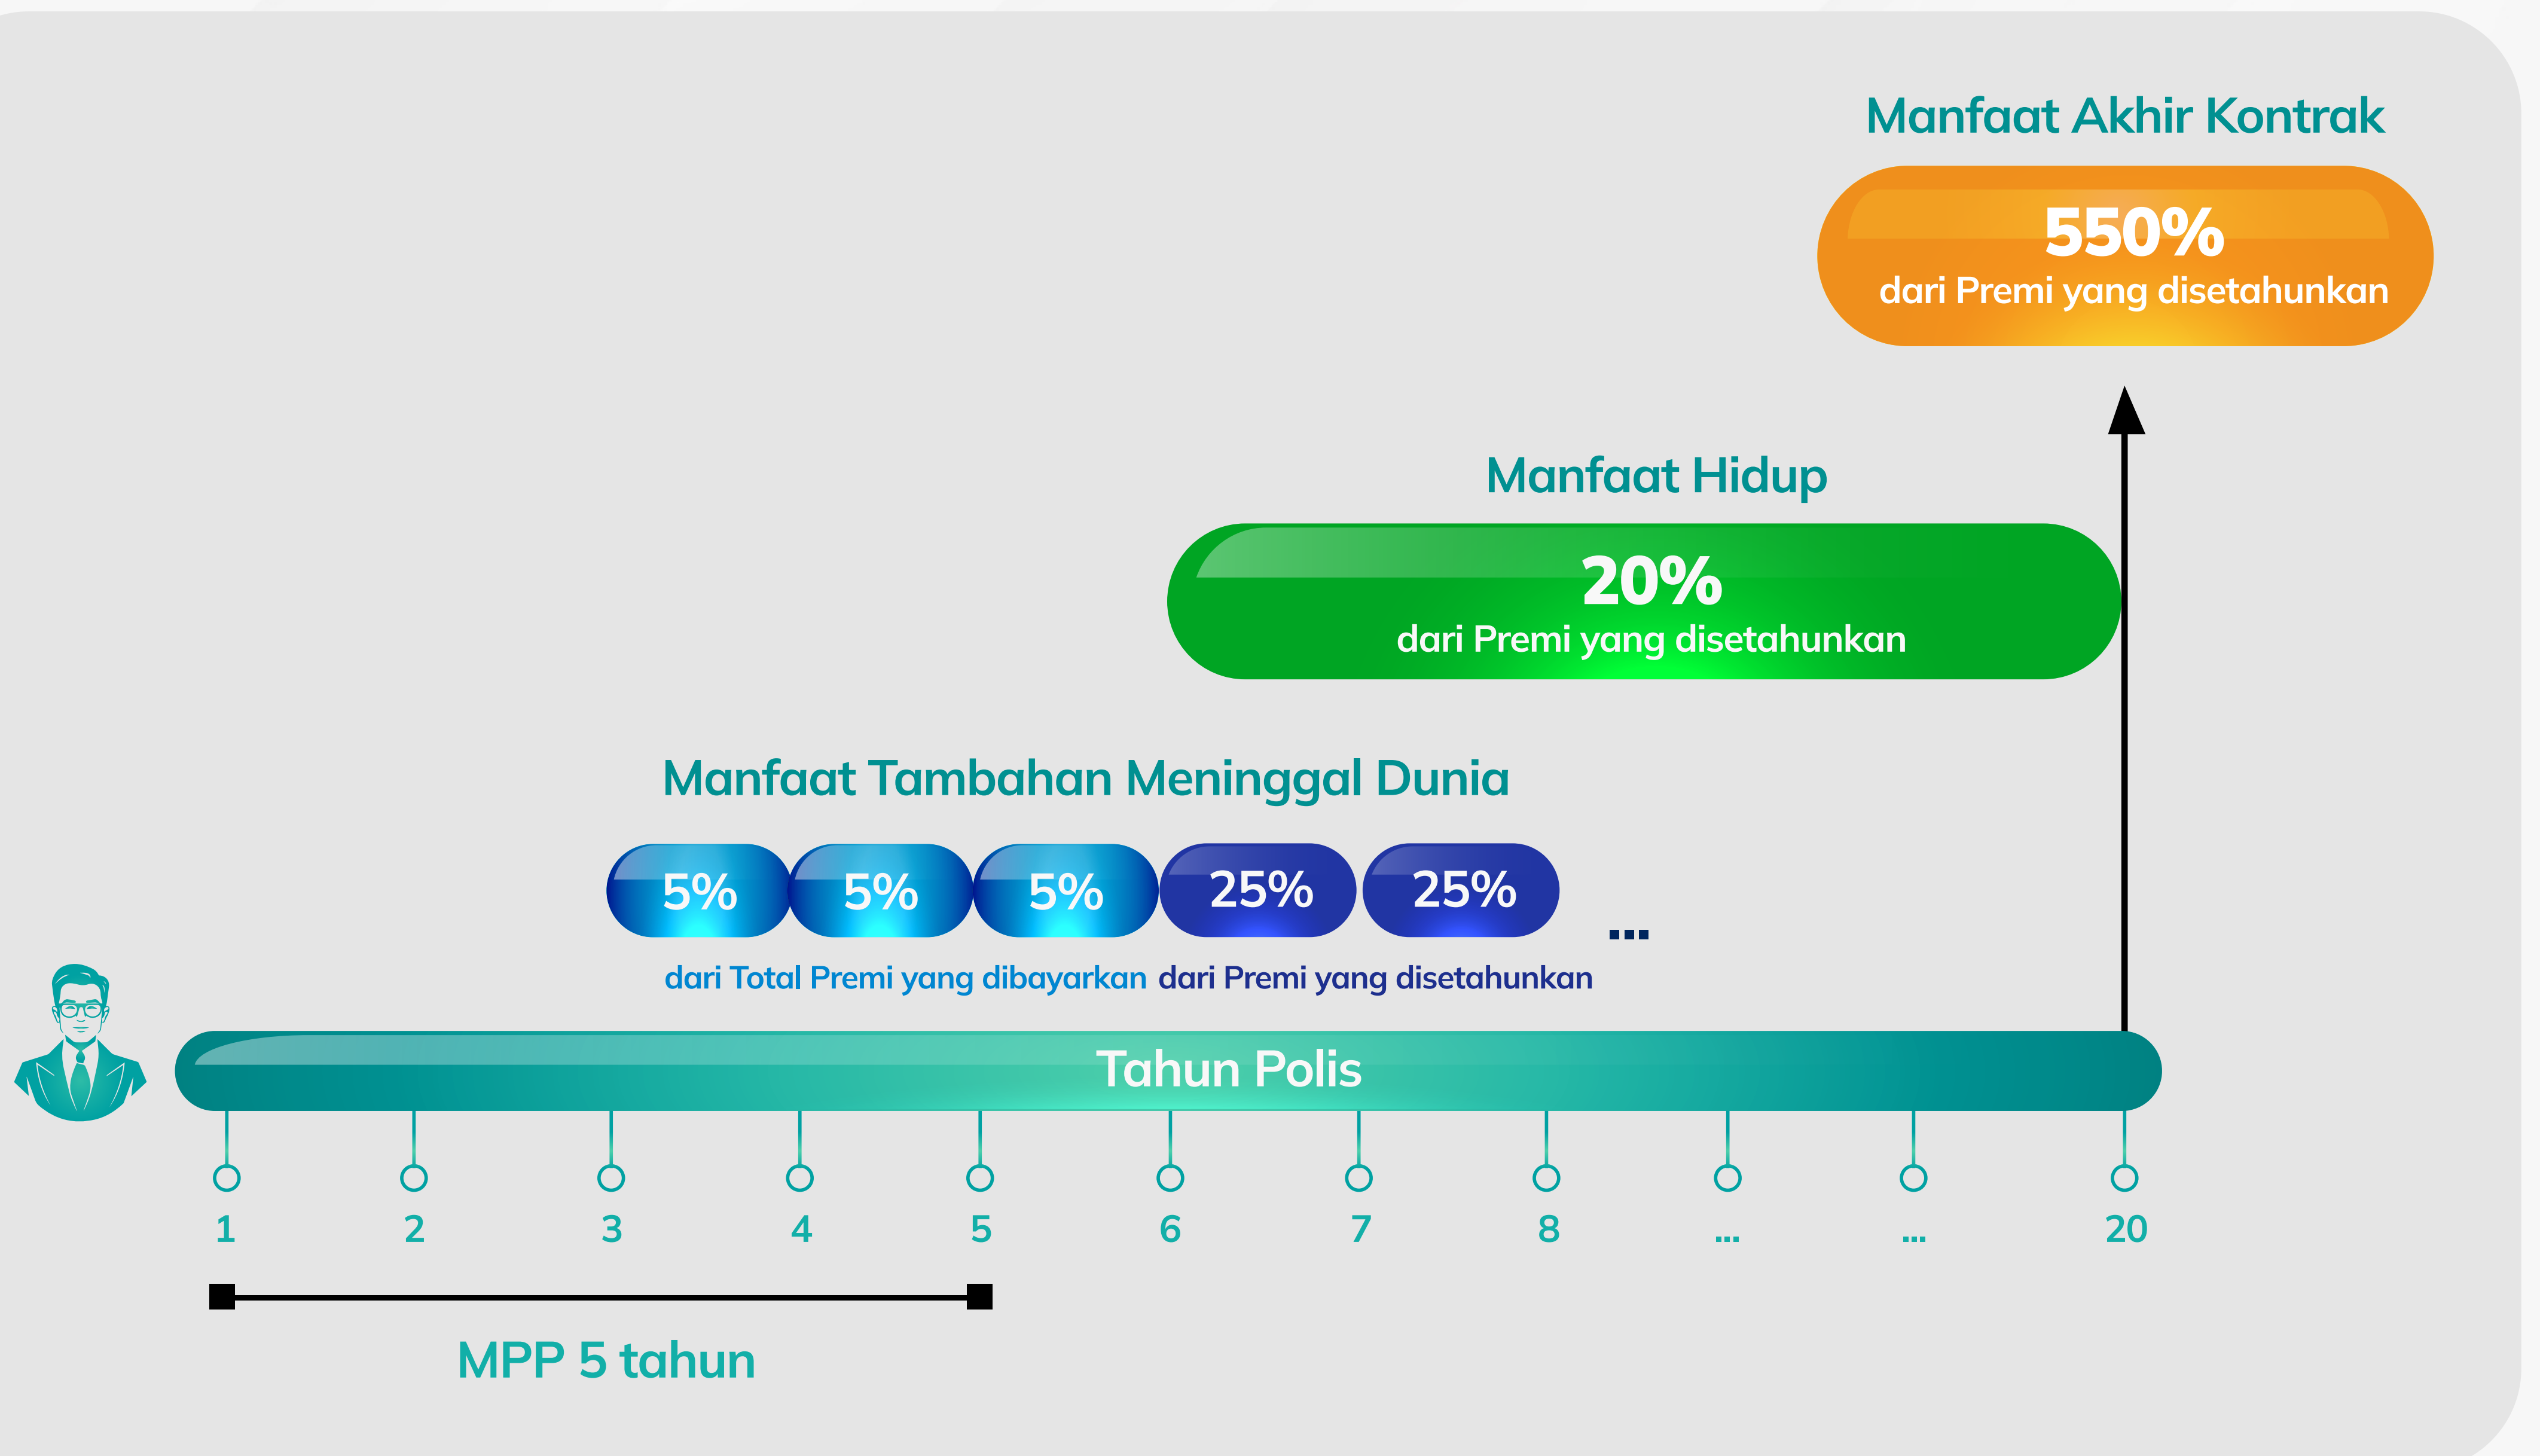 Manfaat Akhir Kontrak
550%
dari Premi yang disetahunkan
Manfaat Hidup
20%
dari Premi yang disetahunkan
Manfaat Tambahan Meninggal Dunia
5% 5% 5% 25% 25% ...
dari Total Premi yang dibayarkan dari Premi yang disetahunkan
Tahun Polis
1 2 3 4 5 6 7 8 ... ... 20
MPP 5 tahun